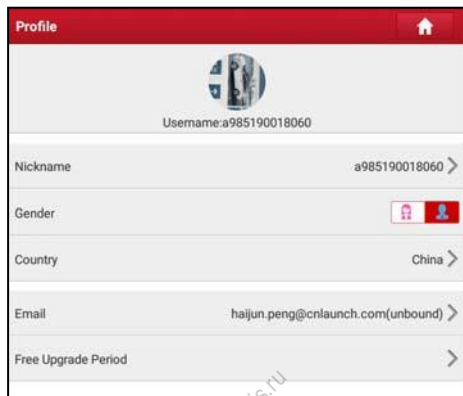 Profile
Username:a985190018060
Nickname a985190018060
Gender
Country China
Email haijun.peng@cnlaunch.com(unbound)
Free Upgrade Period